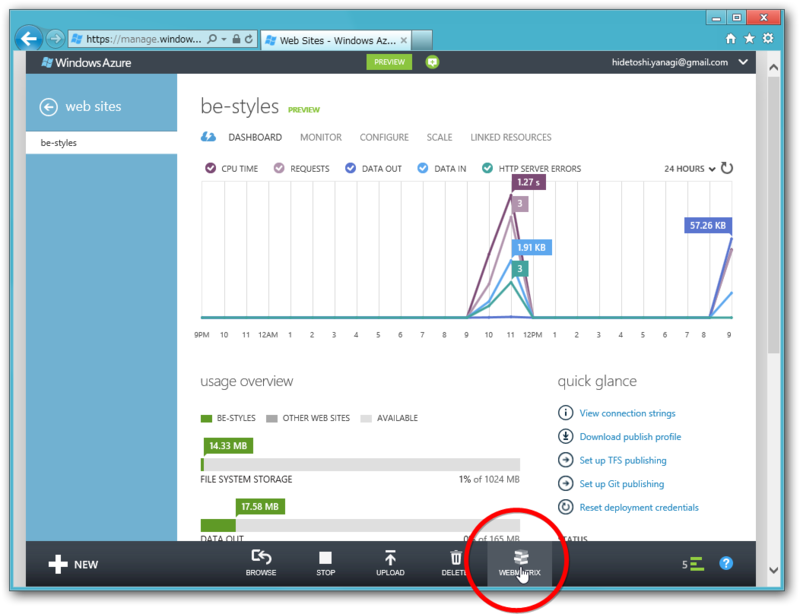 https://manage.window...
Web Sites - Windows Az...
Windows Azure
PREVIEW
hidetoshi.yanagi@gmail.com
web sites
be-styles
be-styles PREVIEW
DASHBOARD MONITOR CONFIGURE SCALE LINKED RESOURCES
CPU TIME REQUESTS DATA OUT DATA IN HTTP SERVER ERRORS 24 HOURS
1.27 s
3
57.26 KB
1.91 KB
3
9PM 10 11 12AM 1 2 3 4 5 6 7 8 9 10 11 12PM 1 2 3 4 5 6 7 8 9
usage overview
BE-STYLES OTHER WEB SITES AVAILABLE
14.33 MB
FILE SYSTEM STORAGE 1% of 1024 MB
17.58 MB
DATA OUT of 165 MB
quick glance
View connection strings
Download publish profile
Set up TFS publishing
Set up Git publishing
Reset deployment credentials
STATUS
NEW
BROWSE STOP UPLOAD DELETE WEBMATRIX
5 ?